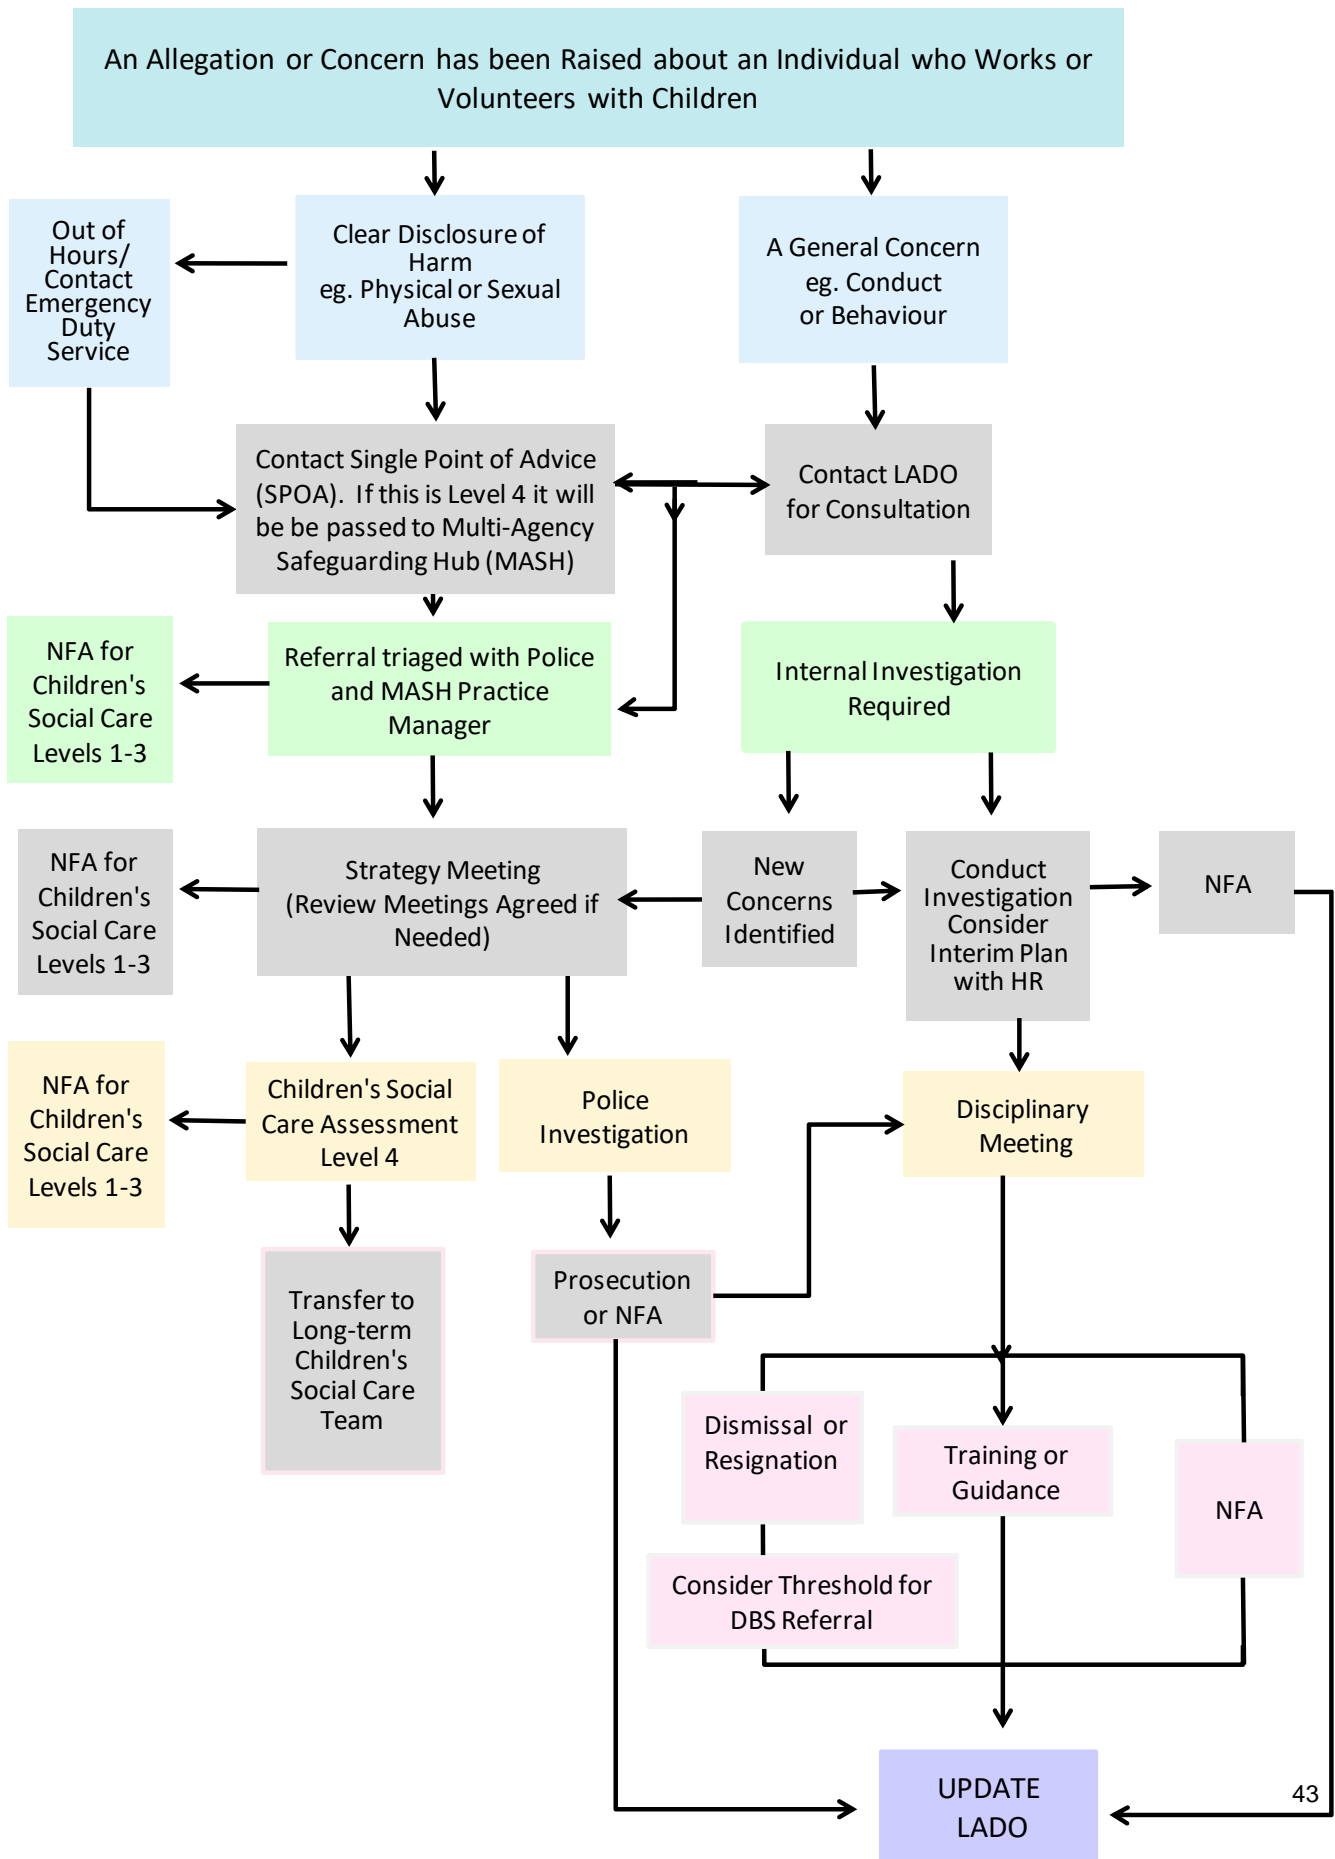 An Allegation or Concern has been Raised about an Individual who Works or
Volunteers with Children
Out of
Hours/
Contact
Emergency
Duty
Service
Clear Disclosure of
Harm
eg. Physical or Sexual
Abuse
A General Concern
eg. Conduct
or Behaviour
Contact Single Point of Advice
(SPOA). If this is Level 4 it will
be be passed to Multi-Agency
Safeguarding Hub (MASH)
Contact LADO
for Consultation
NFA for
Children's
Social Care
Levels 1-3
Referral triaged with Police
and MASH Practice
Manager
Internal Investigation
Required
NFA for
Children's
Social Care
Levels 1-3
Strategy Meeting
(Review Meetings Agreed if
Needed)
New
Concerns
Identified
Conduct
Investigation
Consider
Interim Plan
with HR
NFA
NFA for
Children's
Social Care
Levels 1-3
Children's Social
Care Assessment
Level 4
Police
Investigation
Disciplinary
Meeting
Transfer to
Long-term
Children's
Social Care
Team
Prosecution
or NFA
Dismissal or
Resignation
Training or
Guidance
NFA
Consider Threshold for
DBS Referral
UPDATE
LADO
43